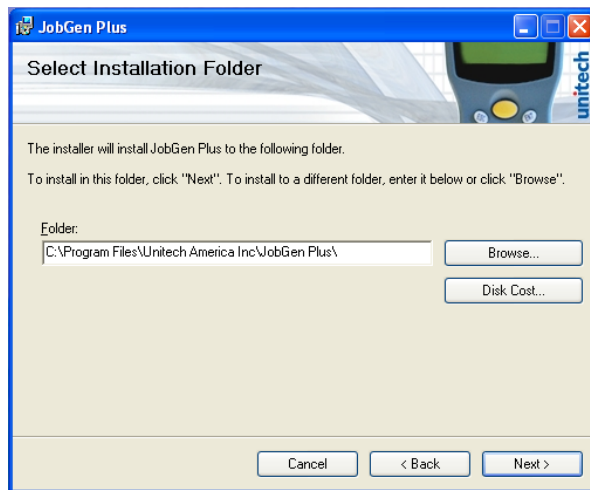 JobGen Plus
Select Installation Folder
unitech
The installer will install JobGen Plus to the following folder.
To install in this folder, click "Next". To install to a different folder, enter it below or click "Browse".
Folder:
C:\Program Files\Unitech America Inc\JobGen Plus\
Browse...
Disk Cost...
Cancel
< Back
Next >